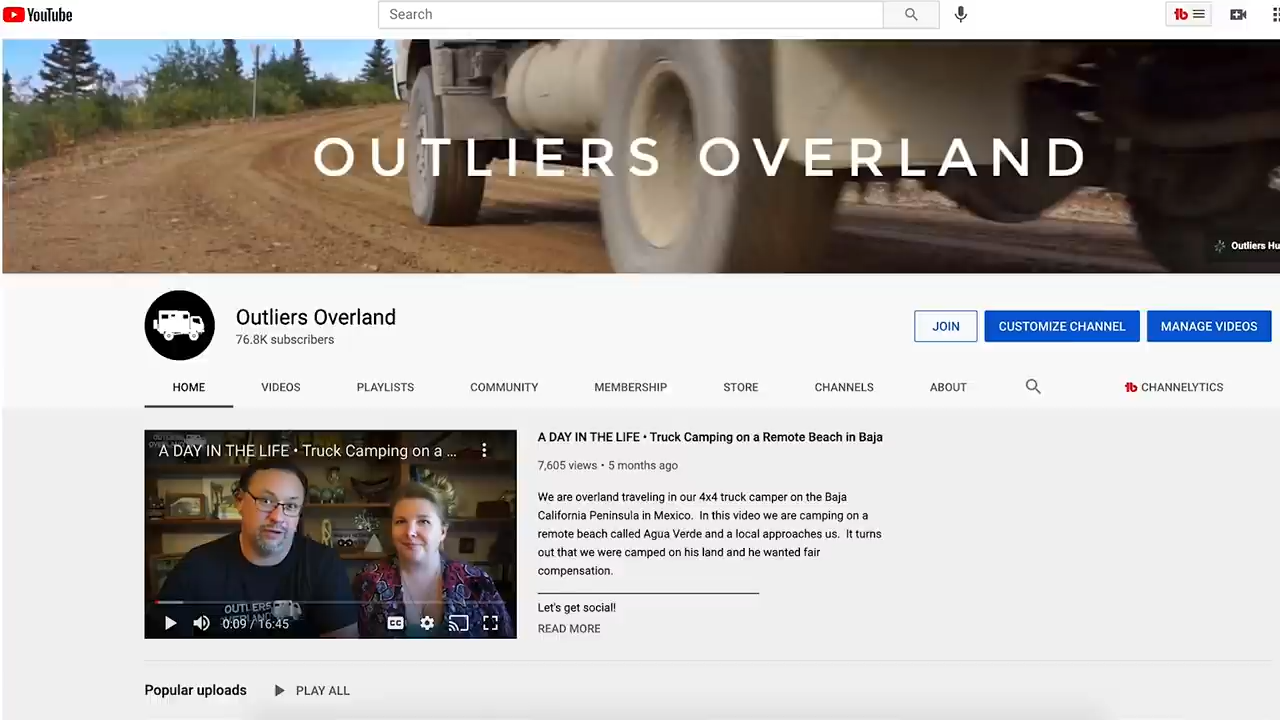 YouTube
Search
tb
OUTLIERS OVERLAND
Outliers Hu
Outliers Overland
76.8K subscribers
JOIN
CUSTOMIZE CHANNEL
MANAGE VIDEOS
HOME
VIDEOS
PLAYLISTS
COMMUNITY
MEMBERSHIP
STORE
CHANNELS
ABOUT
tb CHANNELYTICS
A DAY IN THE LIFE • Truck Camping on a ...
OUTLIERS
OVERLAND
0:09 / 16:45
CC
A DAY IN THE LIFE • Truck Camping on a Remote Beach in Baja
7,605 views • 5 months ago
We are overland traveling in our 4x4 truck camper on the Baja
California Peninsula in Mexico. In this video we are camping on a
remote beach called Agua Verde and a local approaches us. It turns
out that we were camped on his land and he wanted fair
compensation.
Let's get social!
READ MORE
Popular uploads
PLAY ALL